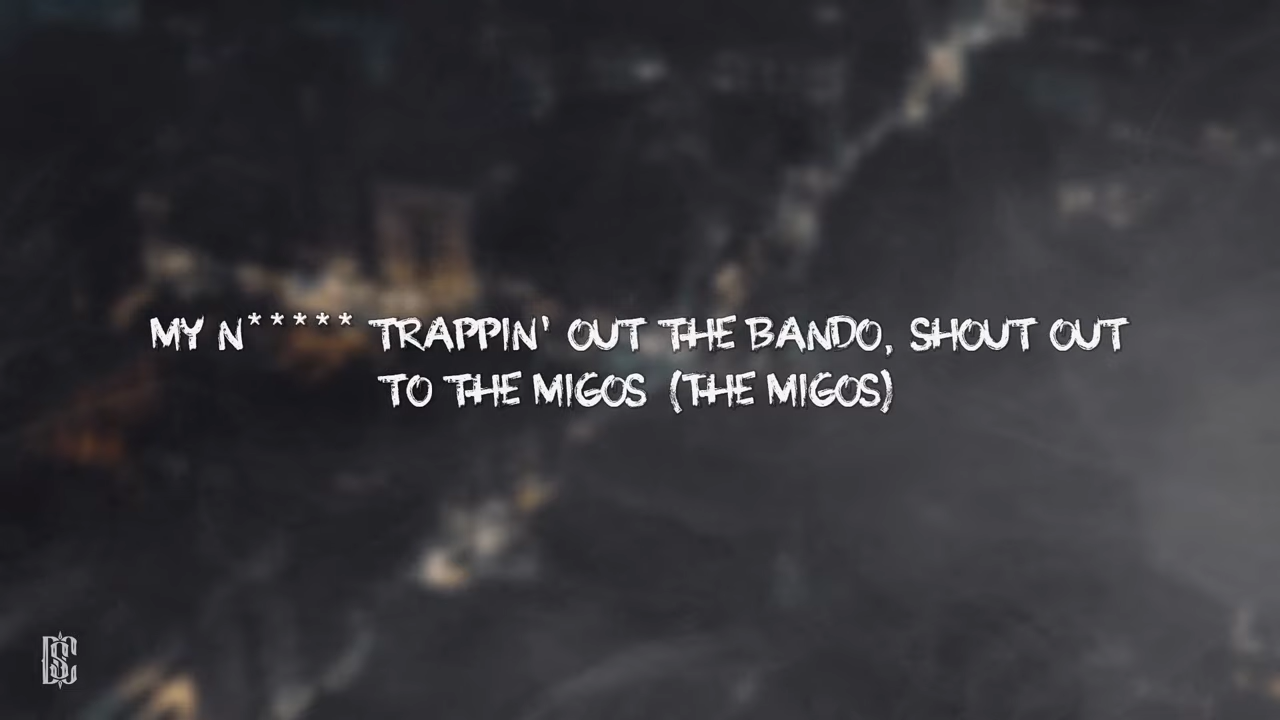 MY N***** TRAPPIN' OUT THE BANDO, SHOUT OUT
TO THE MIGOS (THE MIGOS)